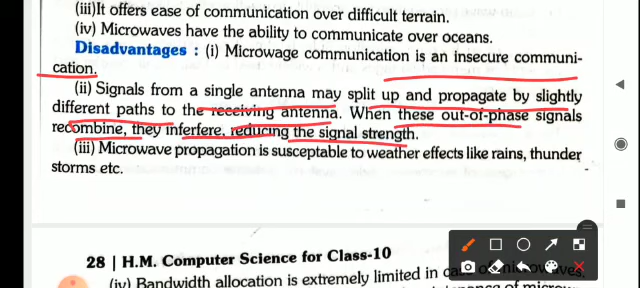 (iii)It offers ease of communication over difficult terrain.
(iv) Microwaves have the ability to communicate over oceans.
Disadvantages : (i) Microwage communication is an insecure communi-
cation.
(ii) Signals from a single antenna may split up and propagate by slightly
different paths to the receiving antenna. When these out-of-phase signals
recombine, they inferfere, reducing the signal strength.
(iii) Microwave propagation is susceptable to weather effects like rains, thunder
storms etc.
28 | H.M. Computer Science for Class-10
(iv) Bandwidth allocation is extremely limited in